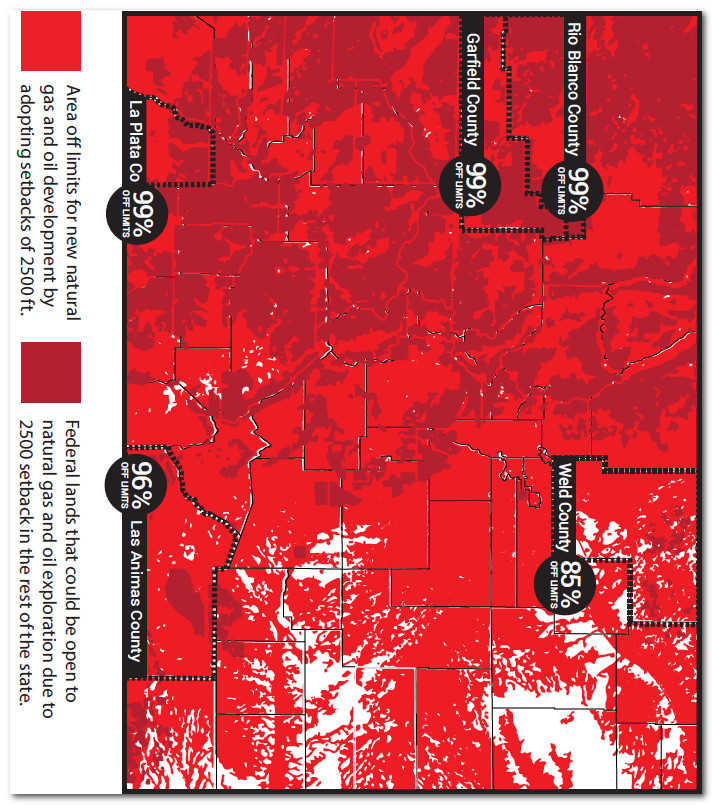 Rio Blanco County
99%
OFF LIMITS
Garfield County
99%
OFF LIMITS
Weld County
85%
OFF LIMITS
La Plata Co
99%
OFF LIMITS
96%
OFF LIMITS
Las Animas County
Area off limits for new natural
gas and oil development by
adopting setbacks of 2500 ft.
Federal lands that could be open to
natural gas and oil exploration due to
2500 setback in the rest of the state.